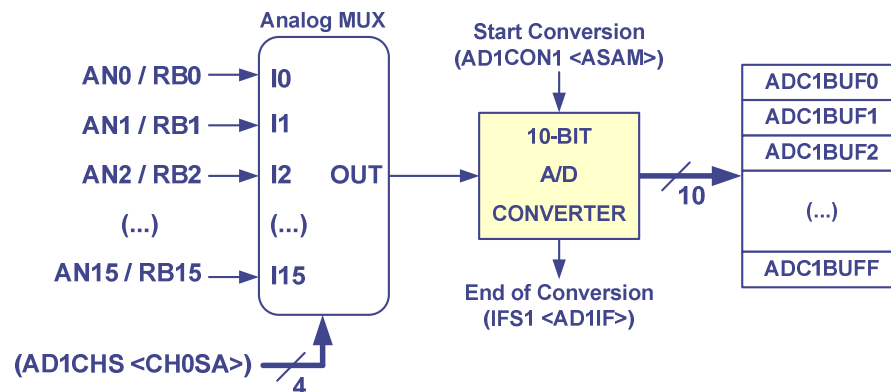 Analog MUX
AN0 / RB0
AN1 / RB1
AN2 / RB2
(...)
AN15 / RB15
I0
I1
I2
(...)
I15
OUT
(AD1CHS <CH0SA>)
4
Start Conversion
(AD1CON1 <ASAM>)
10-BIT
A/D
CONVERTER
End of Conversion
(IFS1 <AD1IF>)
10
ADC1BUF0
ADC1BUF1
ADC1BUF2
(...)
ADC1BUFF